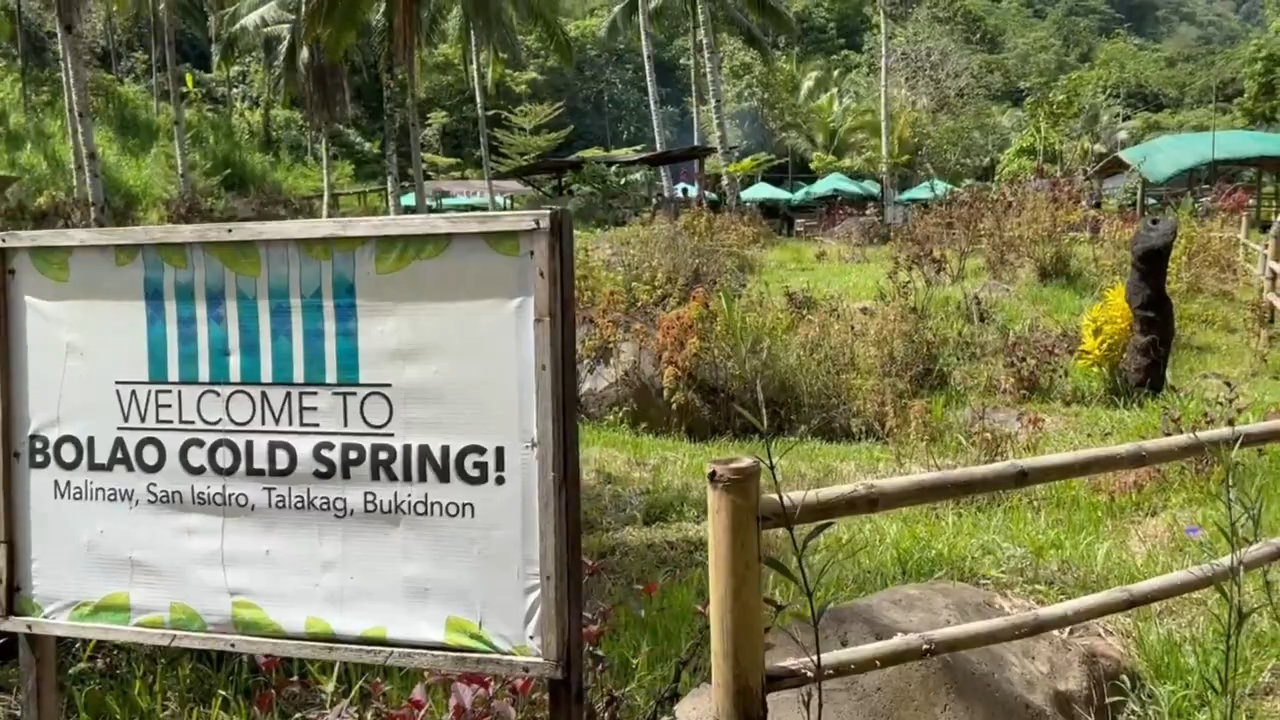 WELCOME TO
BOLAO COLD SPRING!
Malinaw, San Isidro, Talakag, Bukidnon